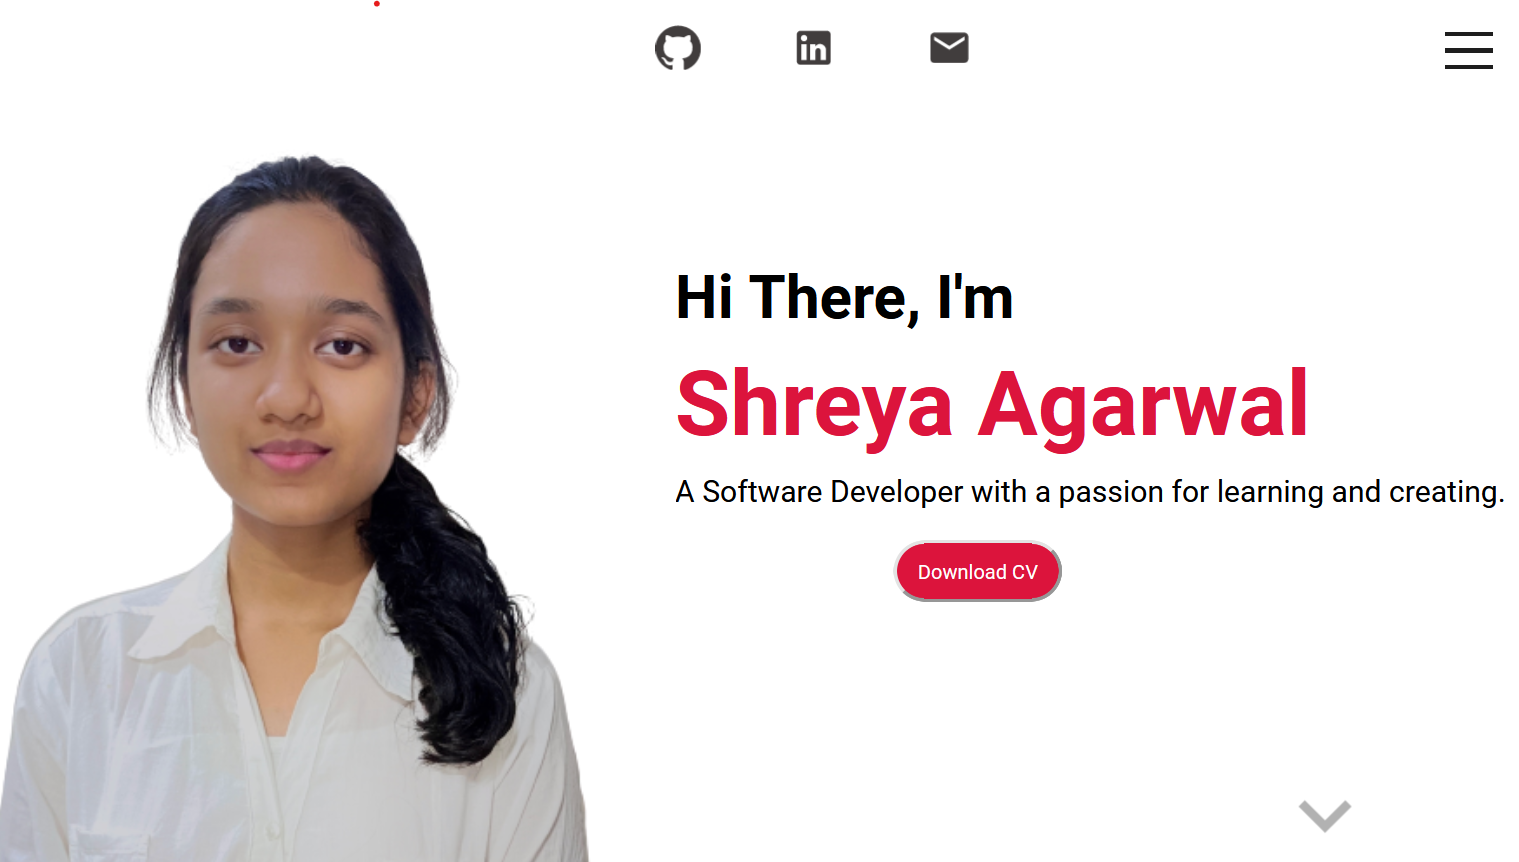 Hi There, I'm
Shreya Agarwal
A Software Developer with a passion for learning and creating.
Download CV